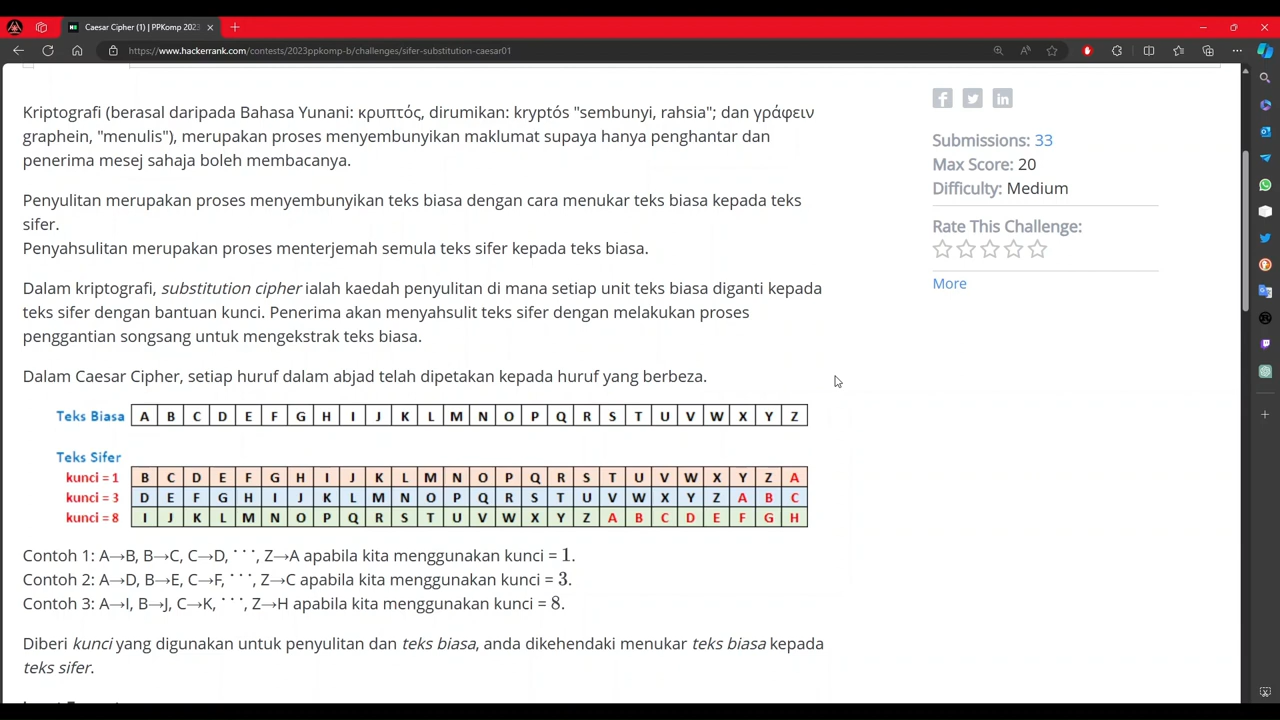 Caesar Cipher (1) | PPKomp 2023
https://www.hackerrank.com/contests/2023ppkomp-b/challenges/sifer-substitution-caesar01
Kriptografi (berasal daripada Bahasa Yunani: κρυπτός, dirumikan: kryptós "sembunyi, rahsia"; dan γράφειν
graphein, "menulis"), merupakan proses menyembunyikan maklumat supaya hanya penghantar dan
penerima mesej sahaja boleh membacanya.
Penyulitan merupakan proses menyembunyikan teks biasa dengan cara menukar teks biasa kepada teks
sifer.
Penyahsulitan merupakan proses menterjemah semula teks sifer kepada teks biasa.
Dalam kriptografi, substitution cipher ialah kaedah penyulitan di mana setiap unit teks biasa diganti kepada
teks sifer dengan bantuan kunci. Penerima akan menyahsulit teks sifer dengan melakukan proses
penggantian songsang untuk mengekstrak teks biasa.
Dalam Caesar Cipher, setiap huruf dalam abjad telah dipetakan kepada huruf yang berbeza.
Teks Biasa A B C D E F G H I J K L M N O P Q R S T U V W X Y Z
Teks Sifer
kunci = 1 B C D E F G H I J K L M N O P Q R S T U V W X Y Z A
kunci = 3 D E F G H I J K L M N O P Q R S T U V W X Y Z A B C
kunci = 8 I J K L M N O P Q R S T U V W X Y Z A B C D E F G H
Contoh 1: A→B, B→C, C→D, ⋯, Z→A apabila kita menggunakan kunci = 1.
Contoh 2: A→D, B→E, C→F, ⋯, Z→C apabila kita menggunakan kunci = 3.
Contoh 3: A→I, B→J, C→K, ⋯, Z→H apabila kita menggunakan kunci = 8.
Diberi kunci yang digunakan untuk penyulitan dan teks biasa, anda dikehendaki menukar teks biasa kepada
teks sifer.
Submissions: 33
Max Score: 20
Difficulty: Medium
Rate This Challenge:
More